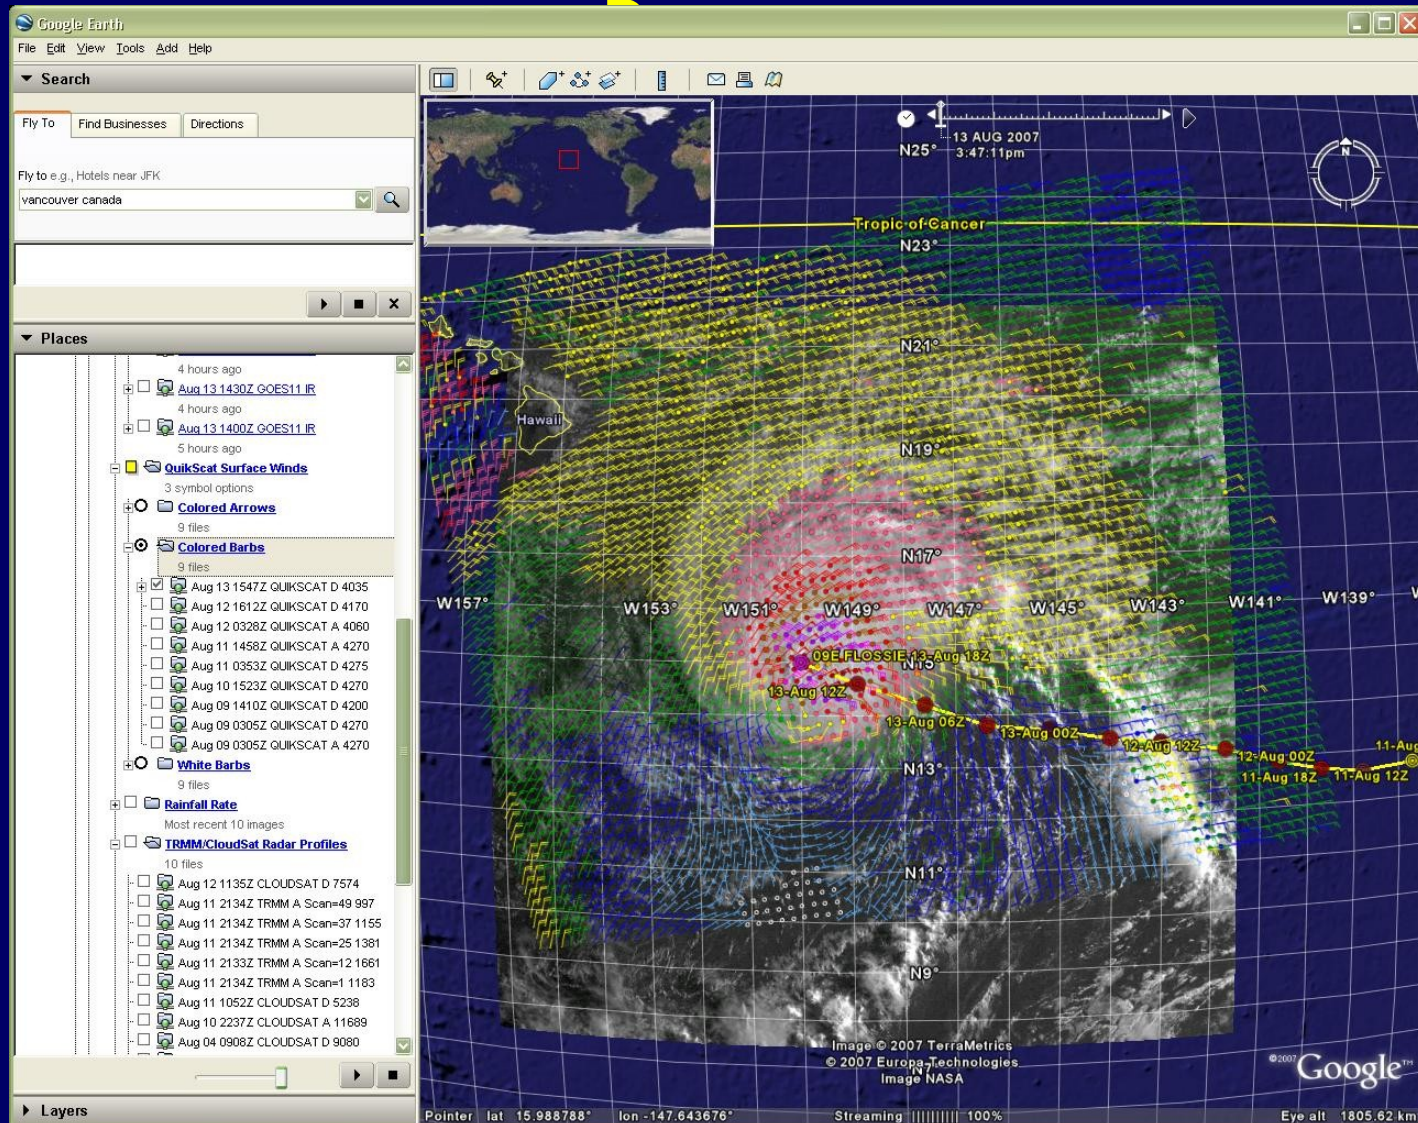 Google Earth
File Edit View Tools Add Help
Search
Fly To Find Businesses Directions
Fly to e.g., Hotels near JFK
vancouver canada
Places
4 hours ago
Aug 13 1430Z GOES11 IR
4 hours ago
Aug 13 1400Z GOES11 IR
5 hours ago
QuikScat Surface Winds
3 symbol options
Colored Arrows
9 files
Colored Barbs
9 files
Aug 13 1547Z QUIKSCAT D 4035
Aug 12 1612Z QUIKSCAT D 4170
Aug 12 0328Z QUIKSCAT A 4060
Aug 11 1458Z QUIKSCAT A 4270
Aug 11 0353Z QUIKSCAT D 4275
Aug 10 1523Z QUIKSCAT D 4270
Aug 09 1410Z QUIKSCAT D 4200
Aug 09 0305Z QUIKSCAT D 4270
Aug 09 0305Z QUIKSCAT A 4270
White Barbs
9 files
Rainfall Rate
Most recent 10 images
TRMM/CloudSat Radar Profiles
10 files
Aug 12 1135Z CLOUDSAT D 7574
Aug 11 2134Z TRMM A Scan=49 997
Aug 11 2134Z TRMM A Scan=37 1155
Aug 11 2134Z TRMM A Scan=25 1381
Aug 11 2133Z TRMM A Scan=12 1661
Aug 11 2134Z TRMM A Scan=1 1183
Aug 11 1052Z CLOUDSAT D 5238
Aug 10 2237Z CLOUDSAT A 11689
Aug 04 0908Z CLOUDSAT D 9080
Layers
13 AUG 2007
3:47:11pm
N
N25°
Tropic of Cancer
N23°
N21°
Hawaii
N19°
N17°
W157° W153° W151° W149° W147° W145° W143° W141° W139°
09E FLOSSIE 13-Aug 18Z
N15
13-Aug 12Z
13-Aug 06Z
13-Aug 00Z
12-Aug 12Z
12-Aug 00Z
11-Aug 18Z
11-Aug 12Z
11-Aug
N13°
N11°
N9°
N7°
Image © 2007 TerraMetrics
© 2007 Europa Technologies
Image NASA
©2007 Google™
Pointer lat 15.988788° lon -147.643676° Streaming |||||||||| 100% Eye alt 1805.62 km